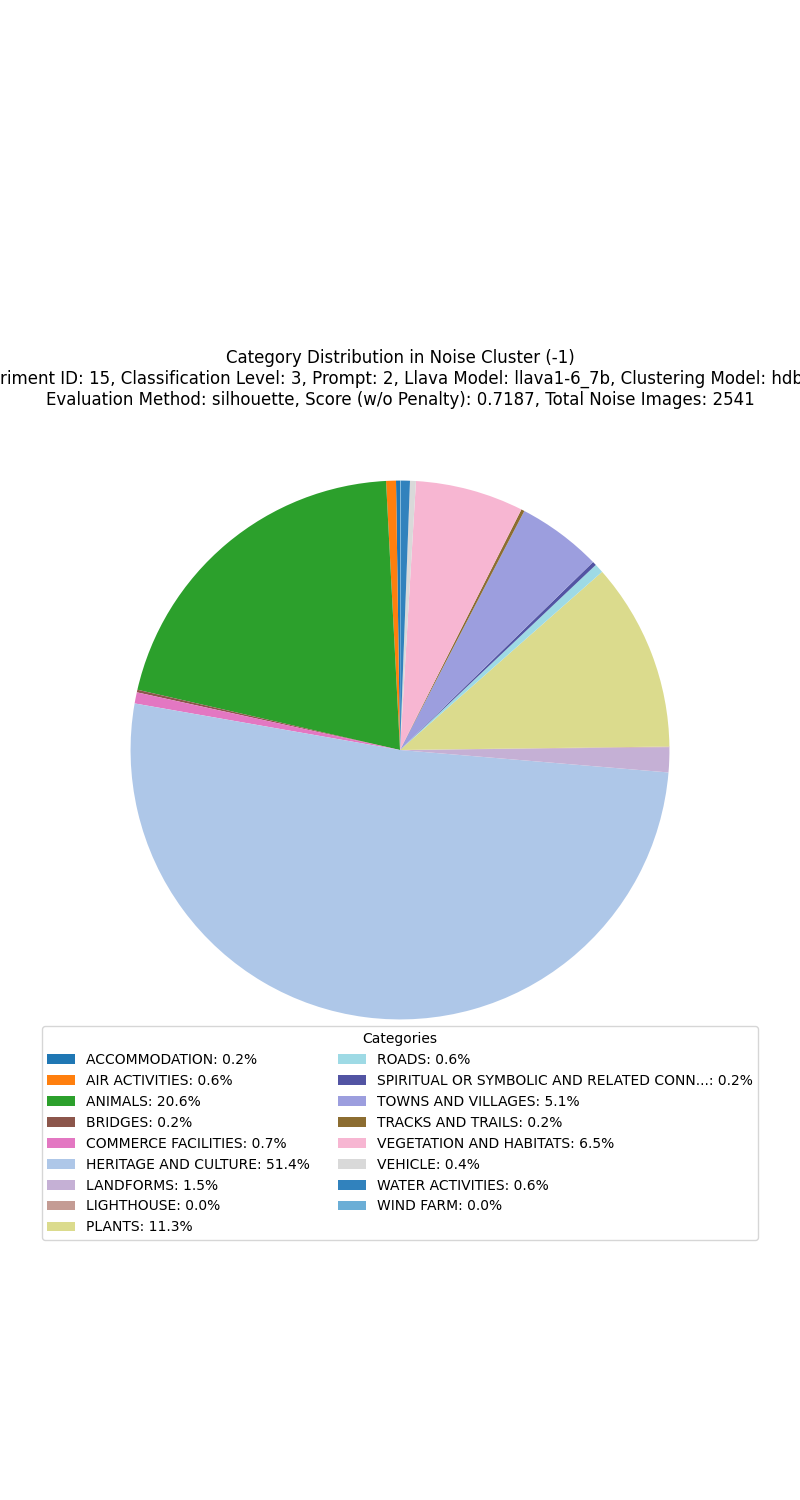 Category Distribution in Noise Cluster (-1)
riment ID: 15, Classification Level: 3, Prompt: 2, Llava Model: llava1-6_7b, Clustering Model: hdb
Evaluation Method: silhouette, Score (w/o Penalty): 0.7187, Total Noise Images: 2541
Categories
ACCOMMODATION: 0.2%
AIR ACTIVITIES: 0.6%
ANIMALS: 20.6%
BRIDGES: 0.2%
COMMERCE FACILITIES: 0.7%
HERITAGE AND CULTURE: 51.4%
LANDFORMS: 1.5%
LIGHTHOUSE: 0.0%
PLANTS: 11.3%
ROADS: 0.6%
SPIRITUAL OR SYMBOLIC AND RELATED CONN...: 0.2%
TOWNS AND VILLAGES: 5.1%
TRACKS AND TRAILS: 0.2%
VEGETATION AND HABITATS: 6.5%
VEHICLE: 0.4%
WATER ACTIVITIES: 0.6%
WIND FARM: 0.0%